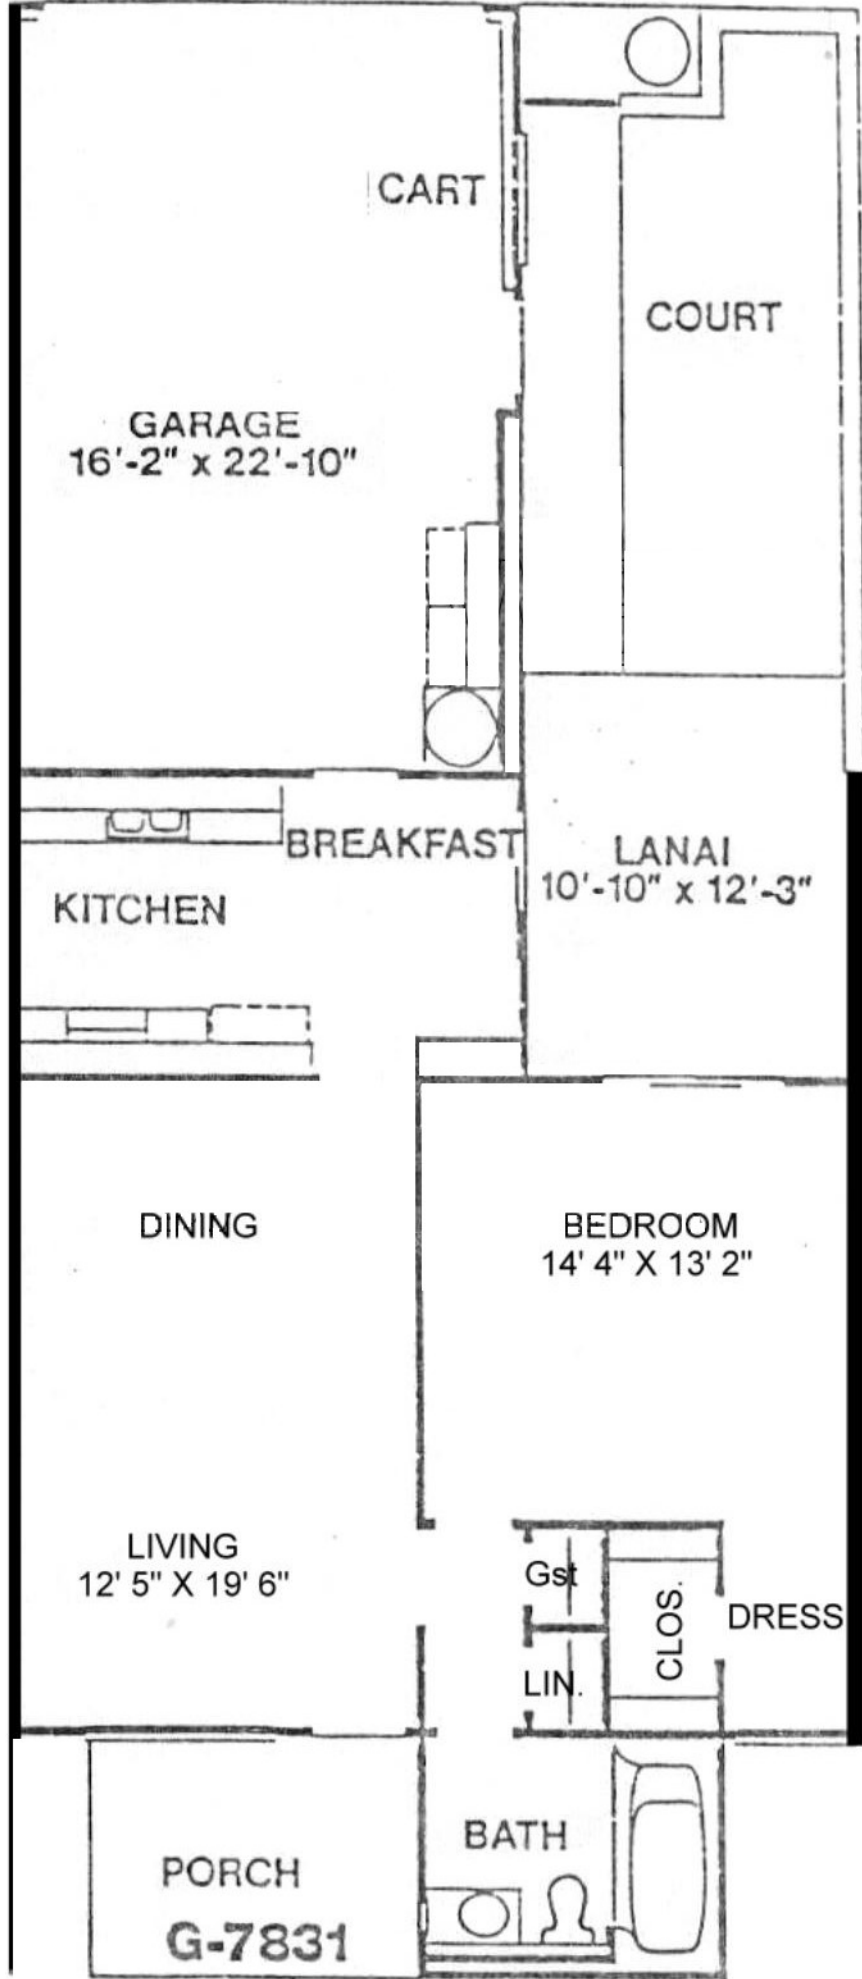 CART
COURT
GARAGE
16'-2" x 22'-10"
BREAKFAST
LANAI
10'-10" x 12'-3"
KITCHEN
DINING
BEDROOM
14' 4" X 13' 2"
LIVING
12' 5" X 19' 6"
Gst
CLOS.
DRESS
LIN.
BATH
PORCH
G-7831